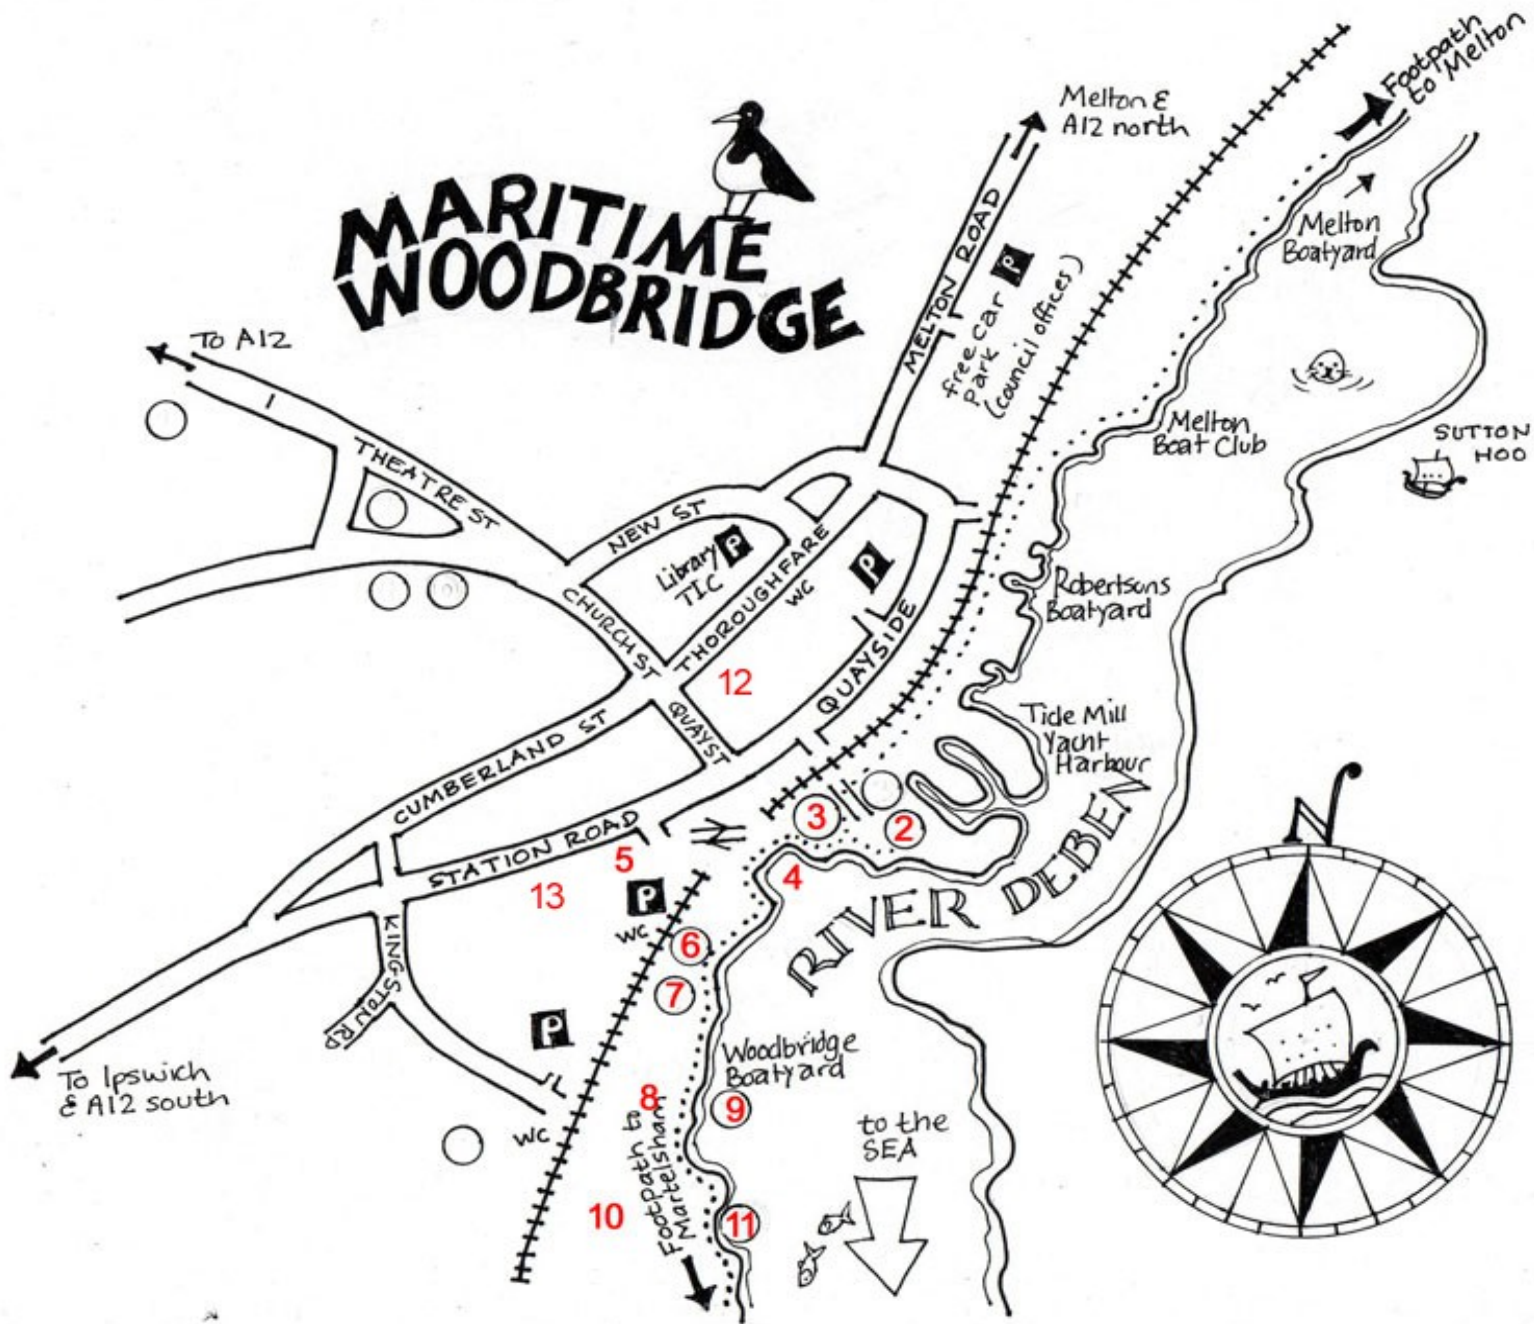 Footpath
to Melton
Melton &
A12 north
MARITIME
WOODBRIDGE
MELTON ROAD
P
free car
park
(council offices)
Melton
Boatyard
To A12
1
THEATRE ST
Melton
Boat Club
SUTTON
HOO
NEW ST
Library
TIC
P
THOROUGHFARE
WC
P
CHURCH ST
Robertsons
Boatyard
QUAYSIDE
12
QUAY ST
CUMBERLAND ST
Tide Mill
Yacht
Harbour
STATION ROAD
3
2
4
5
13
P
WC
RIVER DEBEN
N
6
7
KINGSTON RD
P
To Ipswich
& A12 south
WC
Woodbridge
Boatyard
8
9
Footpath to
Martelsham
to the
SEA
10
11